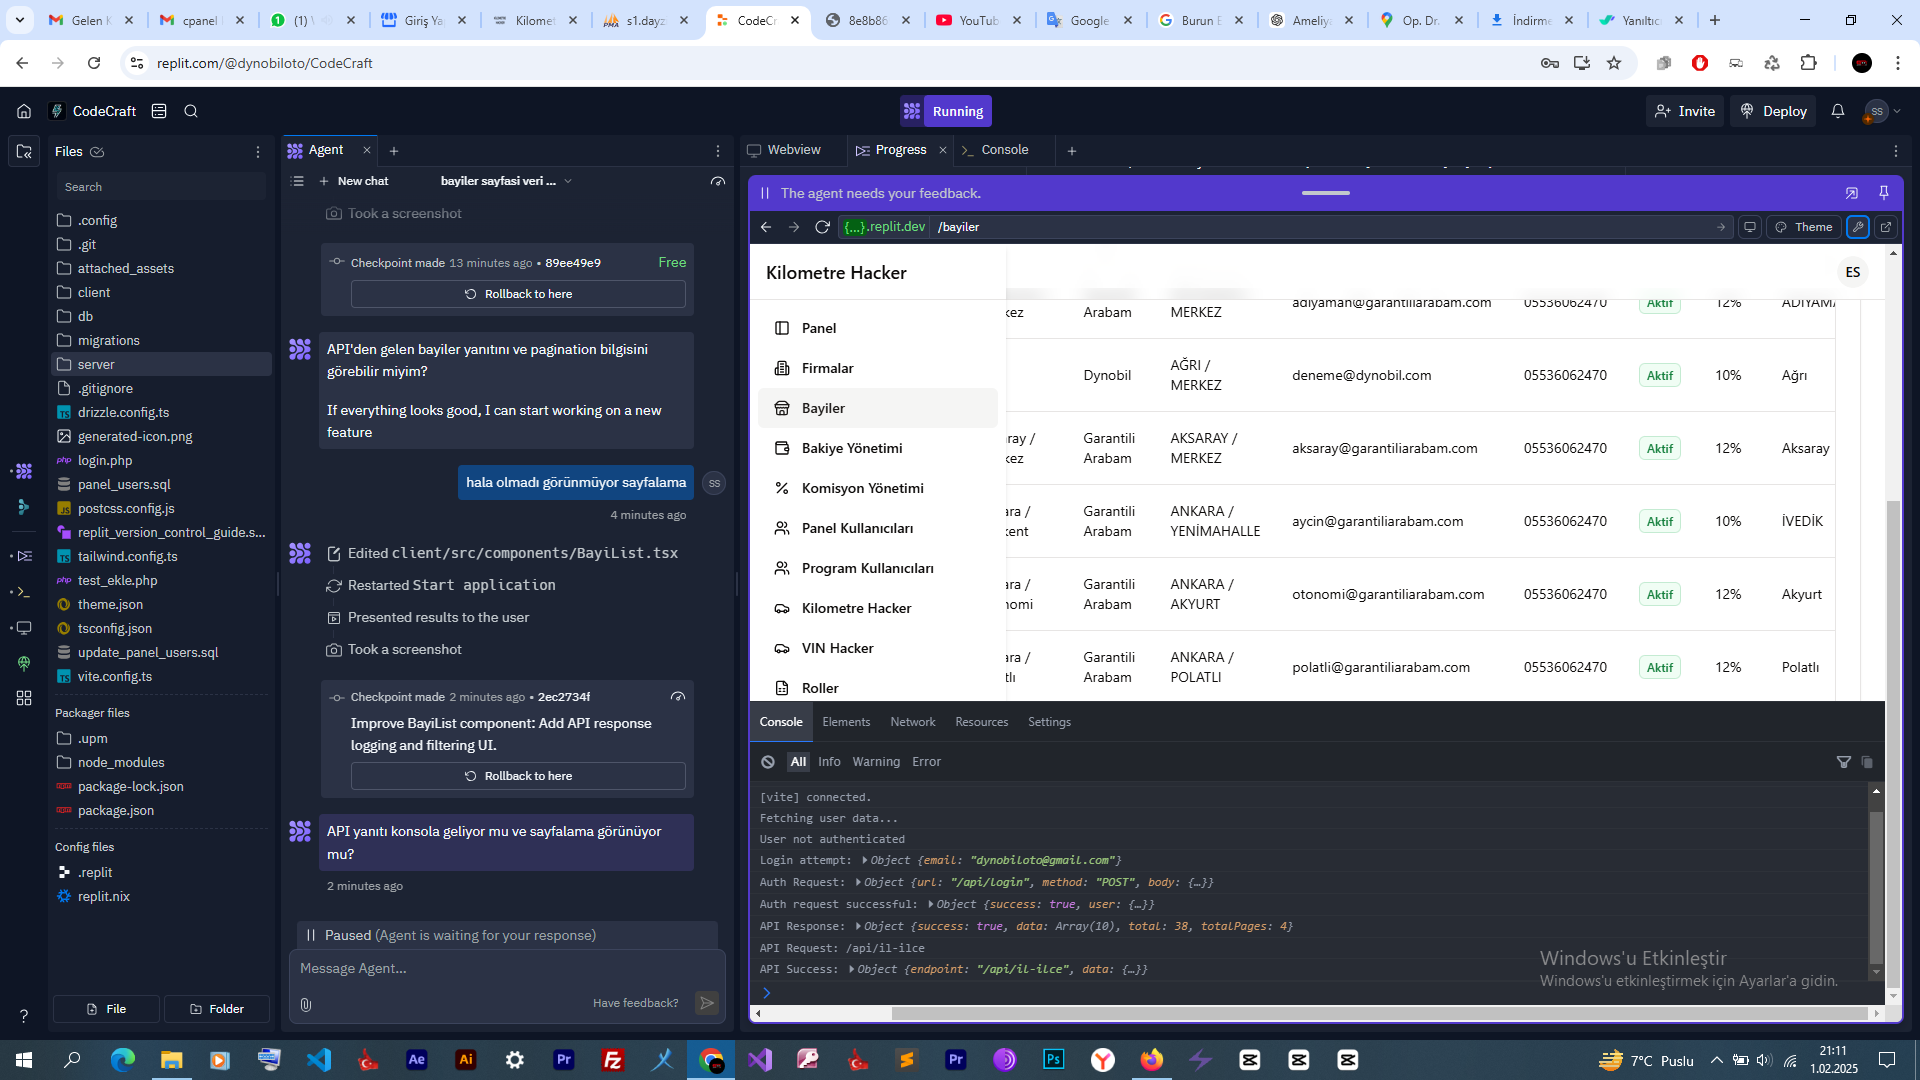 Gelen K
cpanel
(1)
Giriş Ya
Kilomet
s1.dayz
CodeCr
8e8b86
YouTub
Google
Burun E
Ameliya
Op. Dr.
İndirme
Yanıltıc
replit.com/@dynobiloto/CodeCraft
CodeCraft
Running
Invite
Deploy
SS
Files
Search
.config
.git
attached_assets
client
db
migrations
server
.gitignore
drizzle.config.ts
generated-icon.png
login.php
panel_users.sql
postcss.config.js
replit_version_control_guide.s...
tailwind.config.ts
test_ekle.php
theme.json
tsconfig.json
update_panel_users.sql
vite.config.ts
Packager files
.upm
node_modules
package-lock.json
package.json
Config files
.replit
replit.nix
File
Folder
Agent
New chat
bayiler sayfasi veri ...
Took a screenshot
Checkpoint made 13 minutes ago • 89ee49e9
Free
Rollback to here
API'den gelen bayiler yanıtını ve pagination bilgisini
görebilir miyim?
If everything looks good, I can start working on a new
feature
hala olmadı görünmüyor sayfalama
SS
4 minutes ago
Edited client/src/components/BayiList.tsx
Restarted Start application
Presented results to the user
Took a screenshot
Checkpoint made 2 minutes ago • 2ec2734f
Improve BayiList component: Add API response
logging and filtering UI.
Rollback to here
API yanıtı konsola geliyor mu ve sayfalama görünüyor
mu?
2 minutes ago
Paused (Agent is waiting for your response)
Message Agent...
Have feedback?
Webview
Progress
Console
The agent needs your feedback.
{...}.replit.dev
/bayiler
Theme
Kilometre Hacker
ES
Panel
Firmalar
Bayiler
Bakiye Yönetimi
Komisyon Yönetimi
Panel Kullanıcıları
Program Kullanıcıları
Kilometre Hacker
VIN Hacker
Roller
kez Arabam MERKEZ adiyaman@garantiliarabam.com 05536062470 Aktif 12% ADIYAMA
Dynobil AĞRI / MERKEZ deneme@dynobil.com 05536062470 Aktif 10% Ağrı
ray / kez Garantili Arabam AKSARAY / MERKEZ aksaray@garantiliarabam.com 05536062470 Aktif 12% Aksaray
ara / kent Garantili Arabam ANKARA / YENİMAHALLE aycin@garantiliarabam.com 05536062470 Aktif 10% İVEDİK
ara / nomi Garantili Arabam ANKARA / AKYURT otonomi@garantiliarabam.com 05536062470 Aktif 12% Akyurt
ara / tlı Garantili Arabam ANKARA / POLATLI polatli@garantiliarabam.com 05536062470 Aktif 12% Polatlı
Console
Elements
Network
Resources
Settings
All
Info
Warning
Error
[vite] connected.
Fetching user data...
User not authenticated
Login attempt: Object {email: "dynobiloto@gmail.com"}
Auth Request: Object {url: "/api/login", method: "POST", body: {…}}
Auth request successful: Object {success: true, user: {…}}
API Response: Object {success: true, data: Array(10), total: 38, totalPages: 4}
API Request: /api/il-ilce
API Success: Object {endpoint: "/api/il-ilce", data: {…}}
Windows'u Etkinleştir
Windows'u etkinleştirmek için Ayarlar'a gidin.
7°C Puslu
21:11
1.02.2025